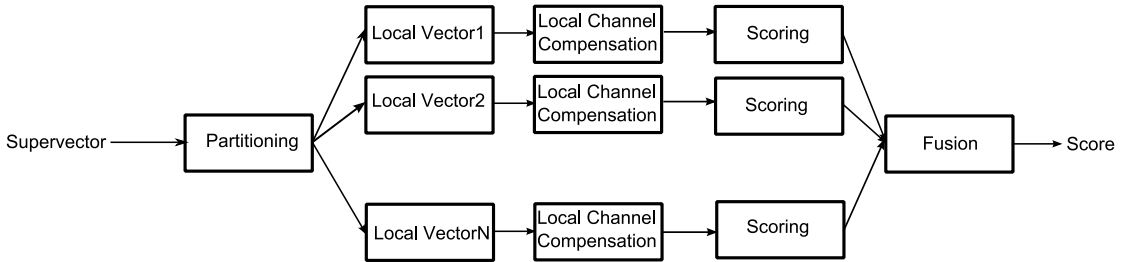 Supervector
Partitioning
Local Vector1
Local Channel
Compensation
Scoring
Local Vector2
Local Channel
Compensation
Scoring
Local VectorN
Local Channel
Compensation
Scoring
Fusion
Score